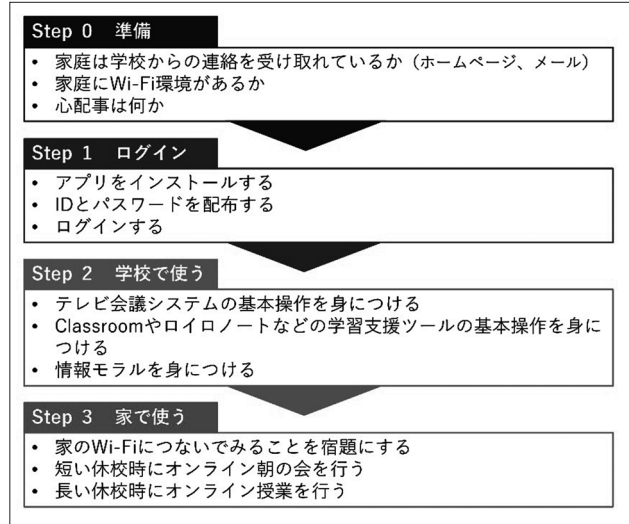 Step 0 準備
• 家庭は学校からの連絡を受け取れているか（ホームページ、メール）
• 家庭にWi-Fi環境があるか
• 心配事は何か
Step 1 ログイン
• アプリをインストールする
• IDとパスワードを配布する
• ログインする
Step 2 学校で使う
• テレビ会議システムの基本操作を身につける
• Classroomやロイロノートなどの学習支援ツールの基本操作を身に
つける
• 情報モラルを身につける
Step 3 家で使う
• 家のWi-Fiにつないでみることを宿題にする
• 短い休校時にオンライン朝の会を行う
• 長い休校時にオンライン授業を行う